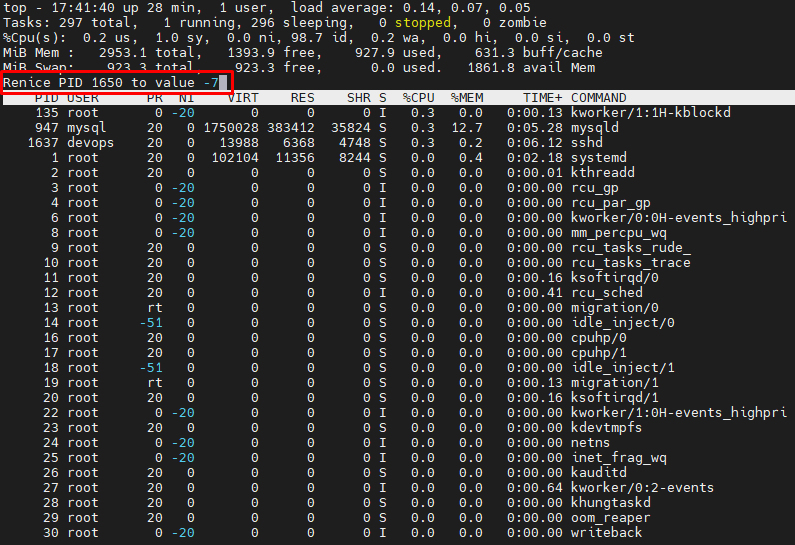 top - 17:41:40 up 28 min,  1 user,  load average: 0.14, 0.07, 0.05
Tasks: 297 total,   1 running, 296 sleeping,   0 stopped,   0 zombie
%Cpu(s):  0.2 us,  1.0 sy,  0.0 ni, 98.7 id,  0.2 wa,  0.0 hi,  0.0 si,  0.0 st
MiB Mem :   2953.1 total,   1393.9 free,    927.9 used,    631.3 buff/cache
MiB Swap:    923.3 total,    923.3 free,      0.0 used.   1861.8 avail Mem
Renice PID 1650 to value -7
PID USER      PR  NI    VIRT    RES    SHR S  %CPU  %MEM     TIME+ COMMAND
135 root       0 -20       0      0      0 I   0.3   0.0   0:00.13 kworker/1:1H-kblockd
947 mysql     20   0 1750028 383412  35824 S   0.3  12.7   0:05.28 mysqld
1637 devops    20   0   13988   6368   4748 S   0.3   0.2   0:06.12 sshd
1 root      20   0  102104  11356   8244 S   0.0   0.4   0:02.18 systemd
2 root      20   0       0      0      0 S   0.0   0.0   0:00.01 kthreadd
3 root       0 -20       0      0      0 I   0.0   0.0   0:00.00 rcu_gp
4 root       0 -20       0      0      0 I   0.0   0.0   0:00.00 rcu_par_gp
6 root       0 -20       0      0      0 I   0.0   0.0   0:00.00 kworker/0:0H-events_highpri
8 root       0 -20       0      0      0 I   0.0   0.0   0:00.00 mm_percpu_wq
9 root      20   0       0      0      0 S   0.0   0.0   0:00.00 rcu_tasks_rude_
10 root      20   0       0      0      0 S   0.0   0.0   0:00.00 rcu_tasks_trace
11 root      20   0       0      0      0 S   0.0   0.0   0:00.16 ksoftirqd/0
12 root      20   0       0      0      0 I   0.0   0.0   0:00.41 rcu_sched
13 root      rt   0       0      0      0 S   0.0   0.0   0:00.00 migration/0
14 root     -51   0       0      0      0 S   0.0   0.0   0:00.00 idle_inject/0
16 root      20   0       0      0      0 S   0.0   0.0   0:00.00 cpuhp/0
17 root      20   0       0      0      0 S   0.0   0.0   0:00.00 cpuhp/1
18 root     -51   0       0      0      0 S   0.0   0.0   0:00.00 idle_inject/1
19 root      rt   0       0      0      0 S   0.0   0.0   0:00.13 migration/1
20 root      20   0       0      0      0 S   0.0   0.0   0:00.16 ksoftirqd/1
22 root       0 -20       0      0      0 I   0.0   0.0   0:00.00 kworker/1:0H-events_highpri
23 root      20   0       0      0      0 S   0.0   0.0   0:00.00 kdevtmpfs
24 root       0 -20       0      0      0 I   0.0   0.0   0:00.00 netns
25 root       0 -20       0      0      0 I   0.0   0.0   0:00.00 inet_frag_wq
26 root      20   0       0      0      0 S   0.0   0.0   0:00.00 kauditd
27 root      20   0       0      0      0 I   0.0   0.0   0:00.64 kworker/0:2-events
28 root      20   0       0      0      0 S   0.0   0.0   0:00.00 khungtaskd
29 root      20   0       0      0      0 S   0.0   0.0   0:00.00 oom_reaper
30 root       0 -20       0      0      0 I   0.0   0.0   0:00.00 writeback